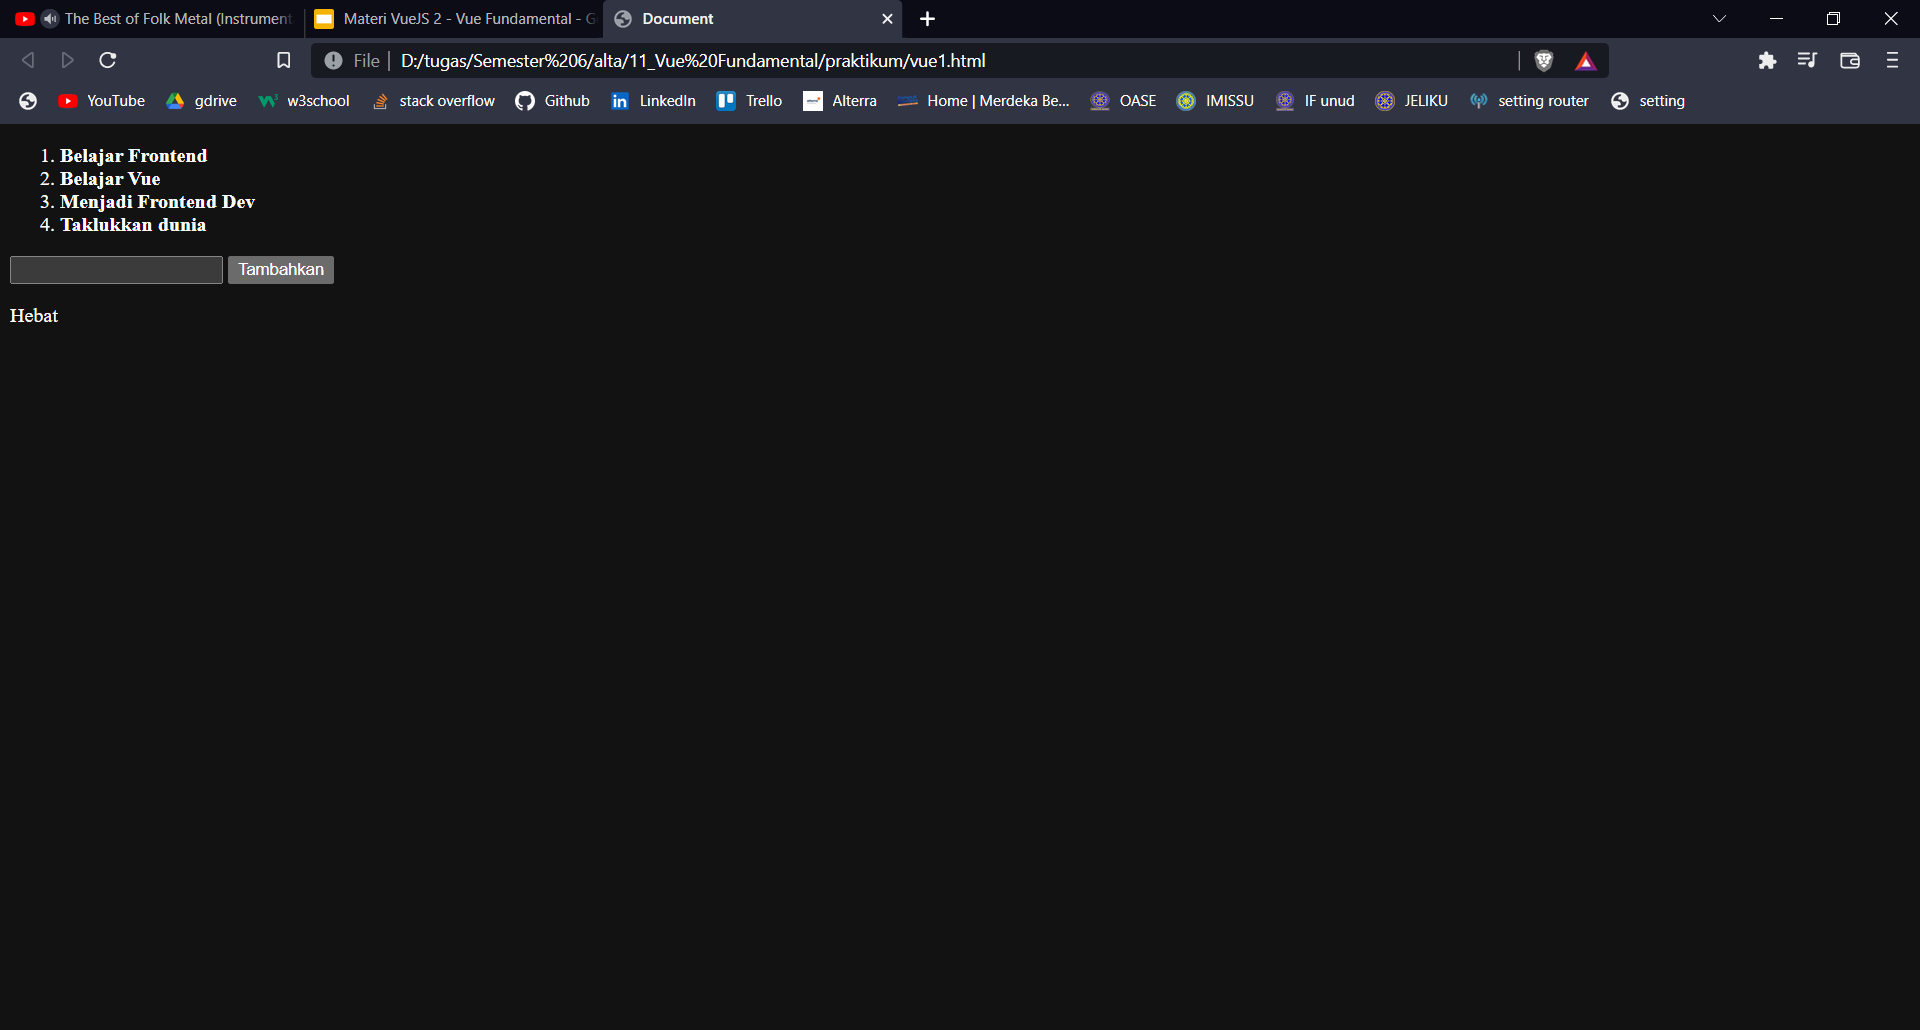 The Best of Folk Metal (Instrument
Materi VueJS 2 - Vue Fundamental - G
Document
File
D:/tugas/Semester%206/alta/11_Vue%20Fundamental/praktikum/vue1.html
YouTube
gdrive
w3school
stack overflow
Github
LinkedIn
Trello
Alterra
Home | Merdeka Be...
OASE
IMISSU
IF unud
JELIKU
setting router
setting
1. Belajar Frontend
2. Belajar Vue
3. Menjadi Frontend Dev
4. Taklukkan dunia
Tambahkan
Hebat